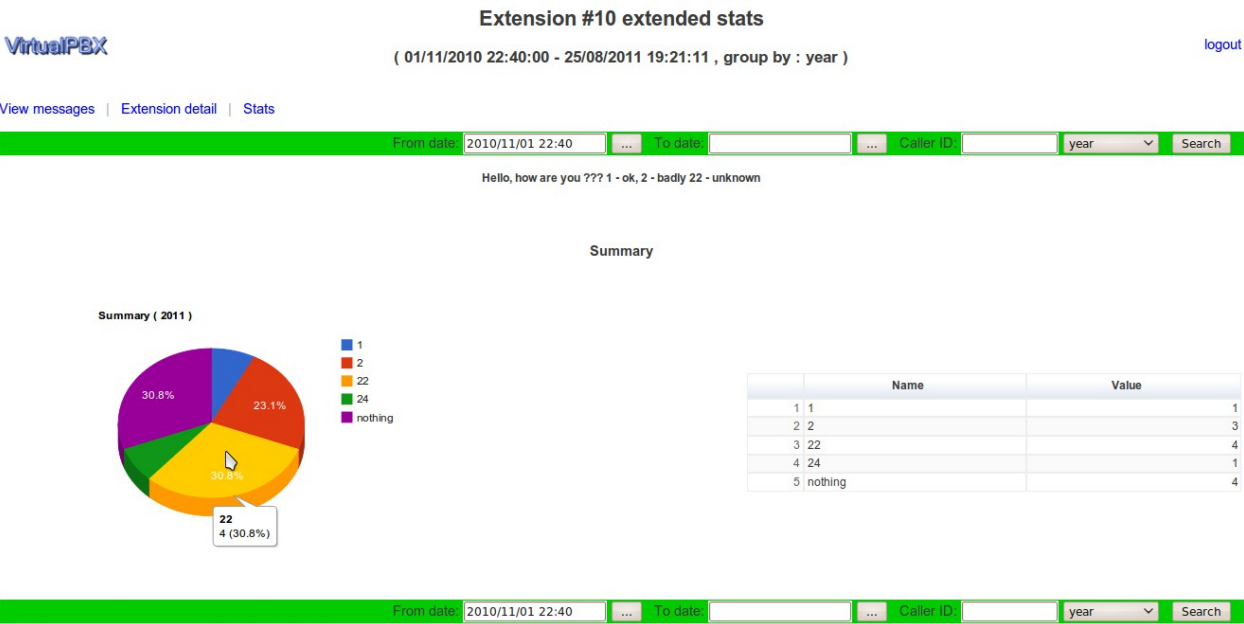 Extension #10 extended stats
VirtualPBX
logout
( 01/11/2010 22:40:00 - 25/08/2011 19:21:11 , group by : year )
View messages | Extension detail | Stats
From date: 2010/11/01 22:40 ... To date: ... Caller ID: year Search
Hello, how are you ??? 1 - ok, 2 - badly 22 - unknown
Summary
Summary ( 2011 )
1
2
22
24
nothing
30.8%
23.1%
30.8%
22
4 (30.8%)
Name Value
1 1 1
2 2 3
3 22 4
4 24 1
5 nothing 4
From date: 2010/11/01 22:40 ... To date: ... Caller ID: year Search